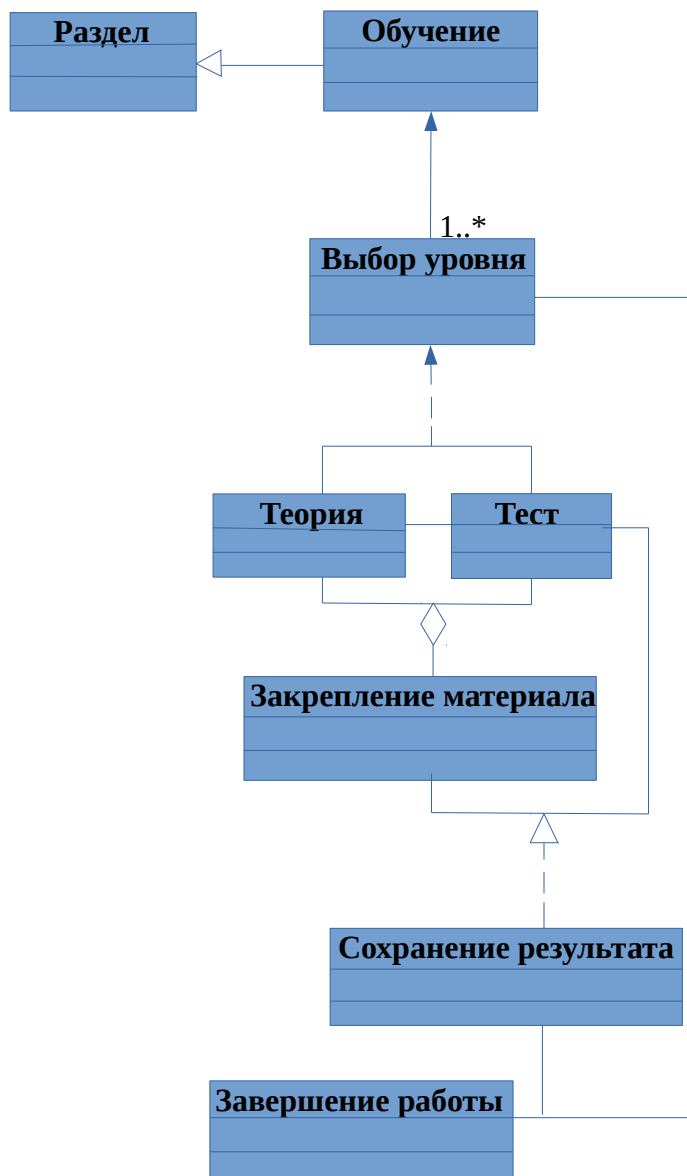 Раздел
Обучение
1..*
Выбор уровня
Теория
Тест
Закрепление материала
Сохранение результата
Завершение работы